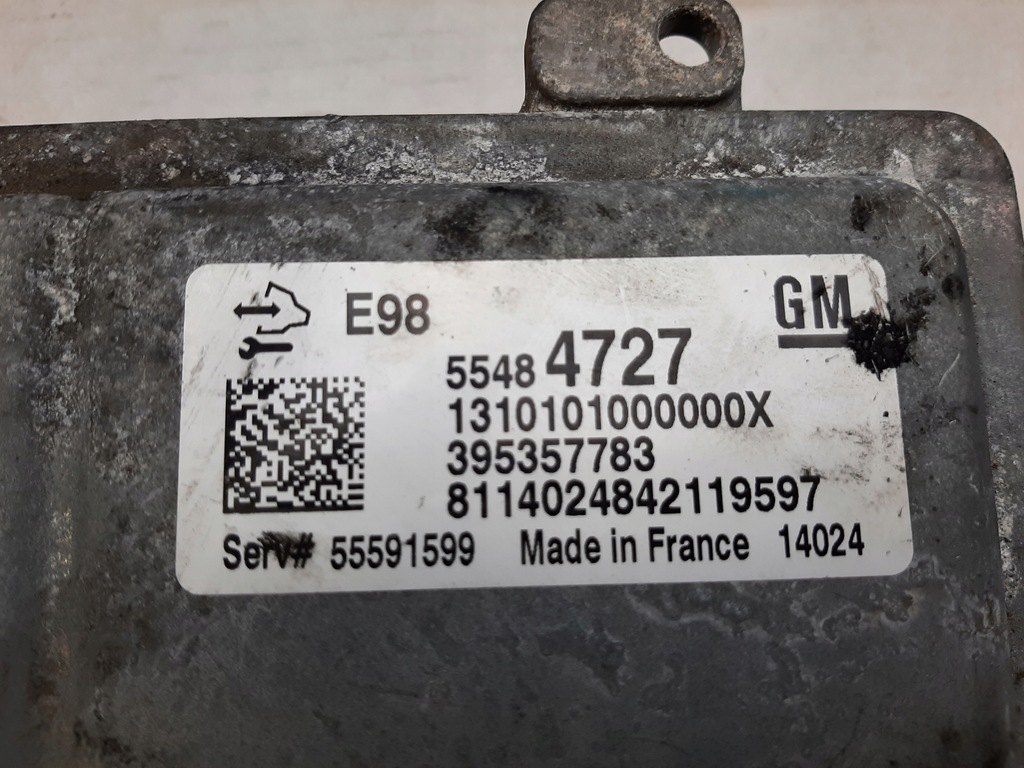 E98 GM
5548 4727
1310101000000X
395357783
8114024842119597
Serv# 55591599 Made in France 14024